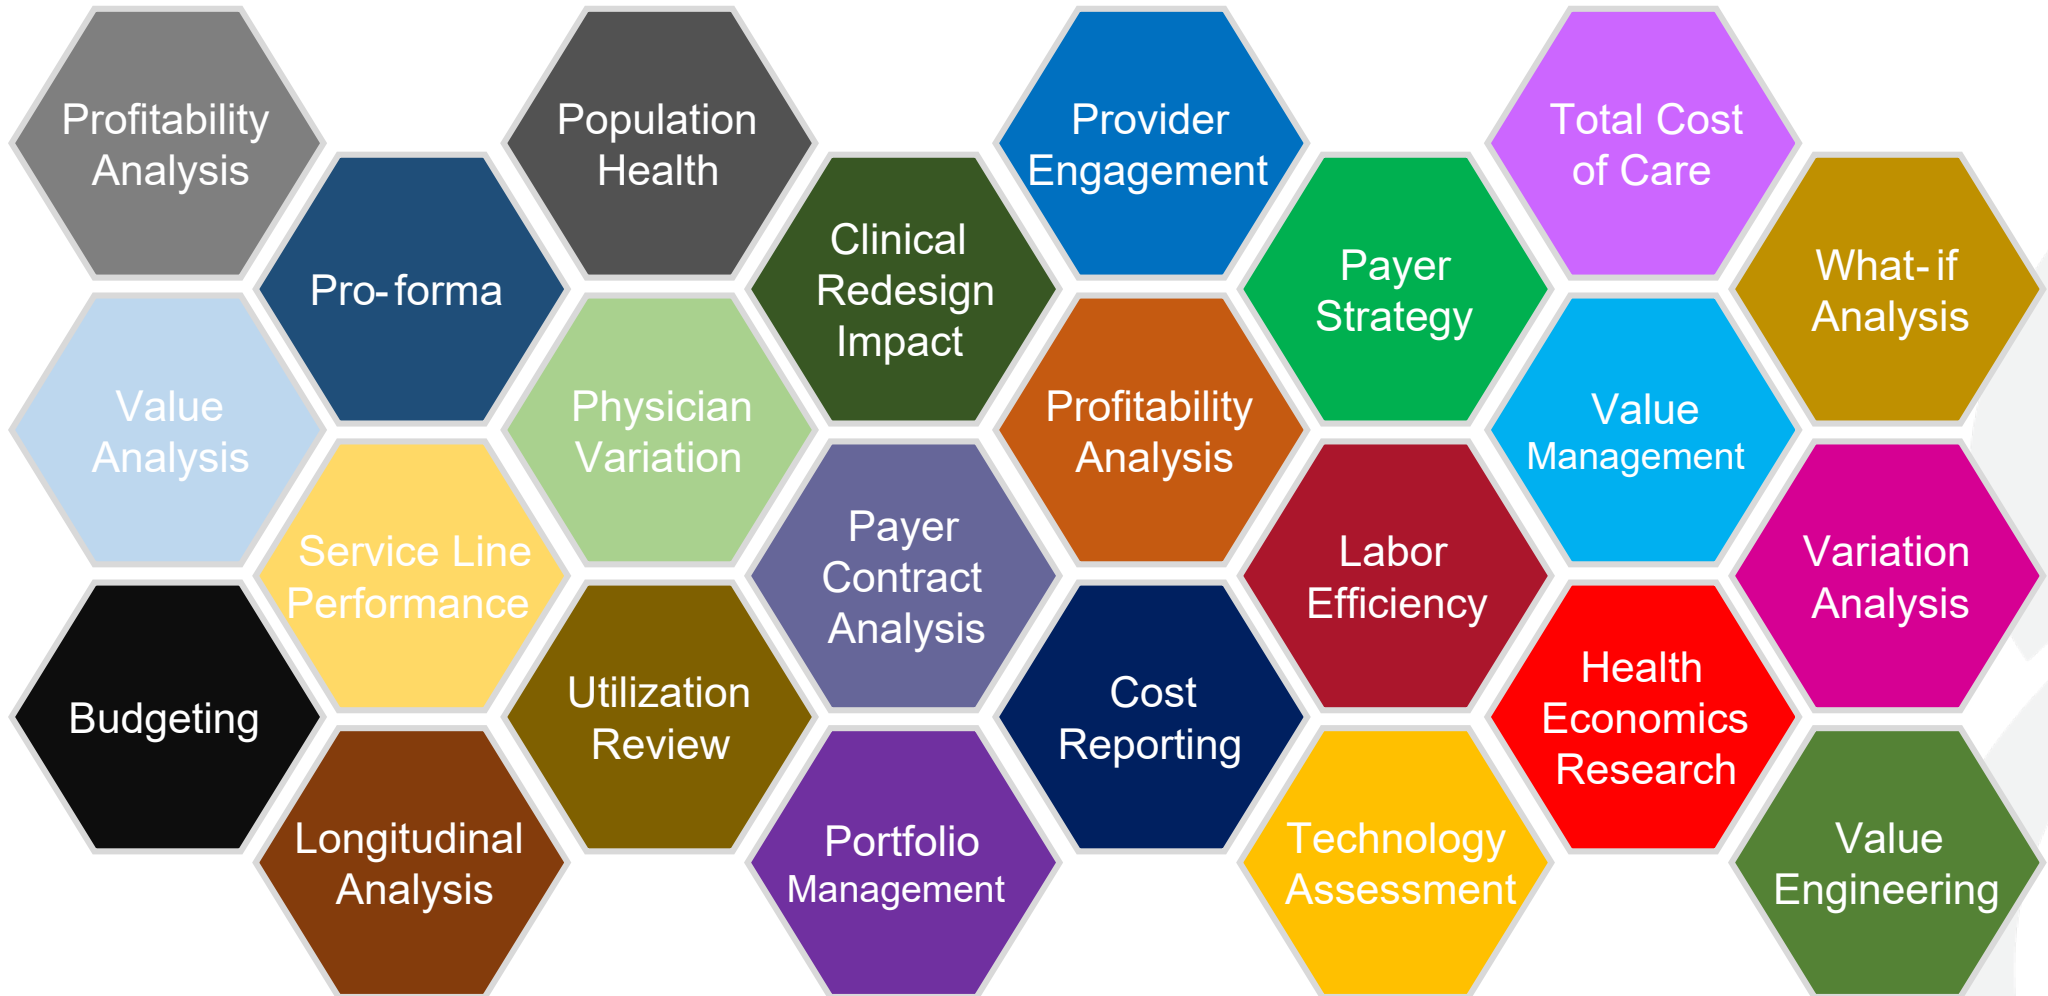 Profitability
Analysis
Population
Health
Provider
Engagement
Total Cost
of Care
Pro-forma
Clinical
Redesign
Impact
Payer
Strategy
What-if
Analysis
Value
Analysis
Physician
Variation
Profitability
Analysis
Value
Management
Service Line
Performance
Payer
Contract
Analysis
Labor
Efficiency
Variation
Analysis
Budgeting
Utilization
Review
Cost
Reporting
Health
Economics
Research
Longitudinal
Analysis
Portfolio
Management
Technology
Assessment
Value
Engineering